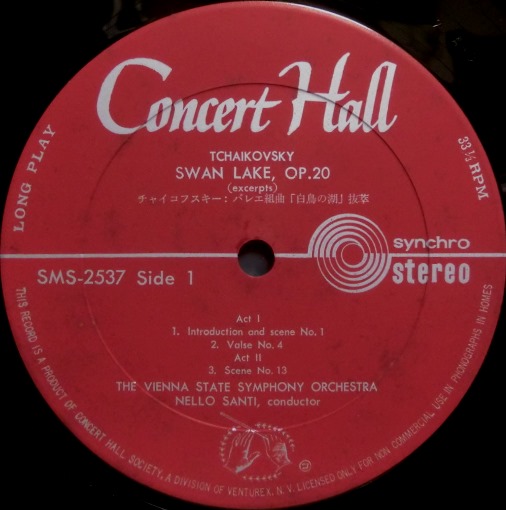 Concert Hall
LONG PLAY
33⅓ RPM
TCHAIKOVSKY
SWAN LAKE, OP.20
(excerpts)
チャイコフスキー：バレエ組曲「白鳥の湖」抜萃
synchro
stereo
SMS-2537 Side 1
Act I
1. Introduction and scene No. 1
2. Valse No. 4
Act II
3. Scene No. 13
THE VIENNA STATE SYMPHONY ORCHESTRA
NELLO SANTI, conductor
THIS RECORD IS A PRODUCT OF CONCERT HALL SOCIETY, A DIVISION OF VENTUREX, N. V. LICENSED ONLY FOR NON COMMERCIAL USE IN PHONOGRAPHS IN HOMES